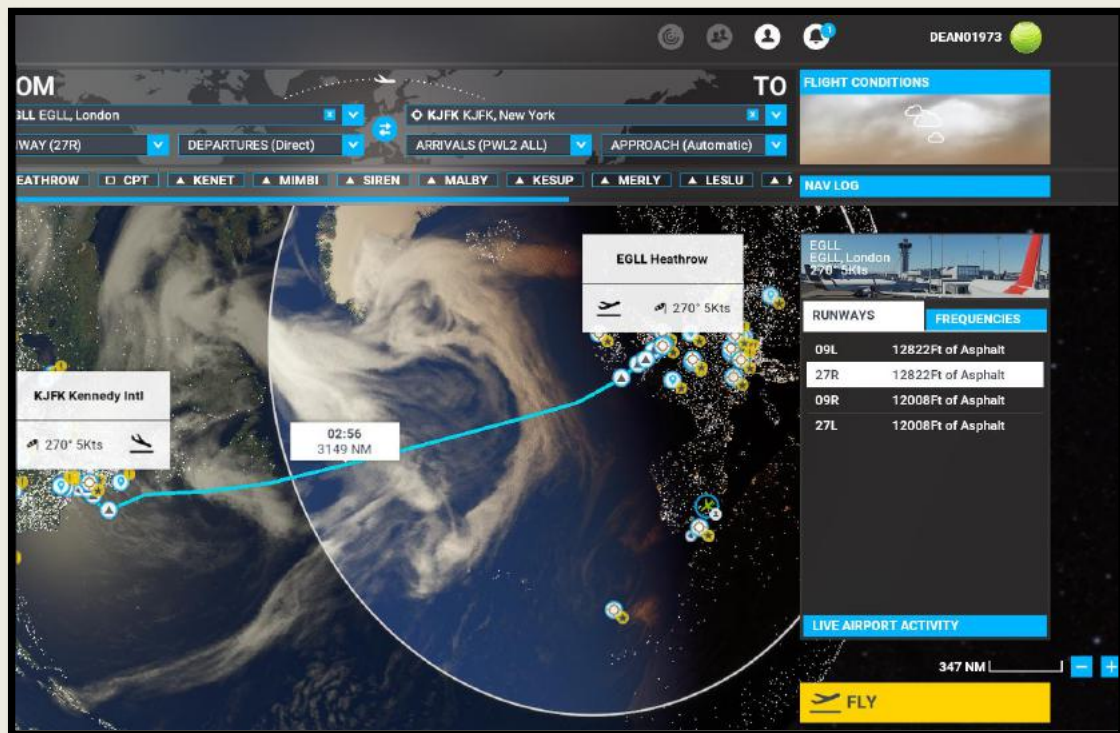 1
DEAN01973
OM
TO
GLL EGLL, London
KJFK KJFK, New York
WAY (27R)
DEPARTURES (Direct)
ARRIVALS (PWL2 ALL)
APPROACH (Automatic)
EATHROW CPT KENET MIMBI SIREN MALBY KESUP MERLY LESLU
FLIGHT CONDITIONS
NAV LOG
EGLL Heathrow
270° 5Kts
KJFK Kennedy Intl
270° 5Kts
02:56
3149 NM
EGLL
EGLL, London
270° 5Kts
RUNWAYS
FREQUENCIES
09L 12822Ft of Asphalt
27R 12822Ft of Asphalt
09R 12008Ft of Asphalt
27L 12008Ft of Asphalt
LIVE AIRPORT ACTIVITY
347 NM
FLY